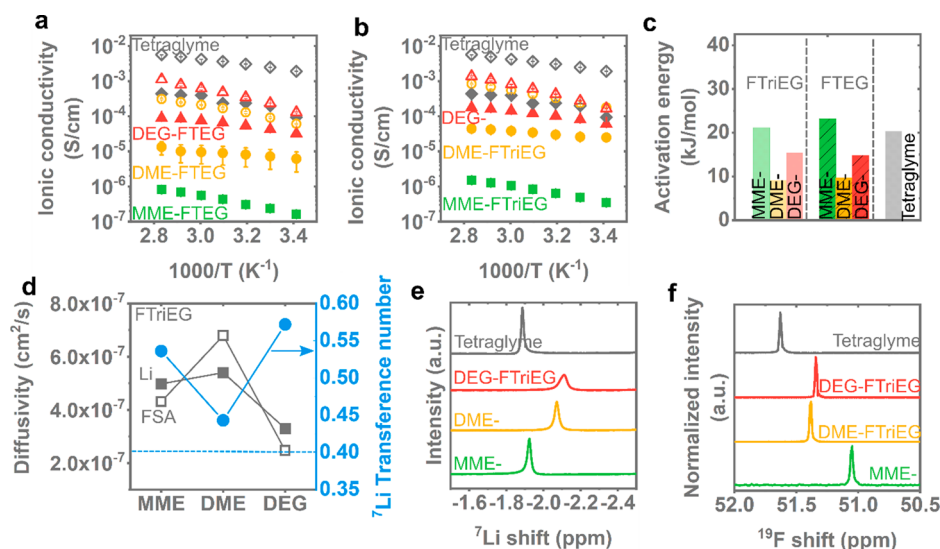 a
Ionic conductivity
(S/cm)
10⁻²
10⁻³
10⁻⁴
10⁻⁵
10⁻⁶
10⁻⁷
Tetraglyme
DEG-FTEG
DME-FTEG
MME-FTEG
2.8
3.0
3.2
3.4
1000/T (K⁻¹)
b
Ionic conductivity
(S/cm)
10⁻²
10⁻³
10⁻⁴
10⁻⁵
10⁻⁶
10⁻⁷
Tetraglyme
DEG-
DME-FTriEG
MME-FTriEG
2.8
3.0
3.2
3.4
1000/T (K⁻¹)
c
Activation energy
(kJ/mol)
40
30
20
10
0
FTriEG
FTEG
MME-
DME-
DEG-
MME-
DME-
DEG-
Tetraglyme
d
Diffusivity (cm²/s)
8.0x10⁻⁷
6.0x10⁻⁷
4.0x10⁻⁷
2.0x10⁻⁷
FTriEG
Li
FSA
MME
DME
DEG
0.60
0.55
0.50
0.45
0.40
0.35
⁷Li Transference number
e
Intensity (a.u.)
Tetraglyme
DEG-FTriEG
DME-
MME-
-1.6
-2.0
-2.4
⁷Li shift (ppm)
f
Normalized intensity
(a.u.)
Tetraglyme
DEG-FTriEG
DME-FTriEG
MME-
52.0
51.5
51.0
50.5
¹⁹F shift (ppm)